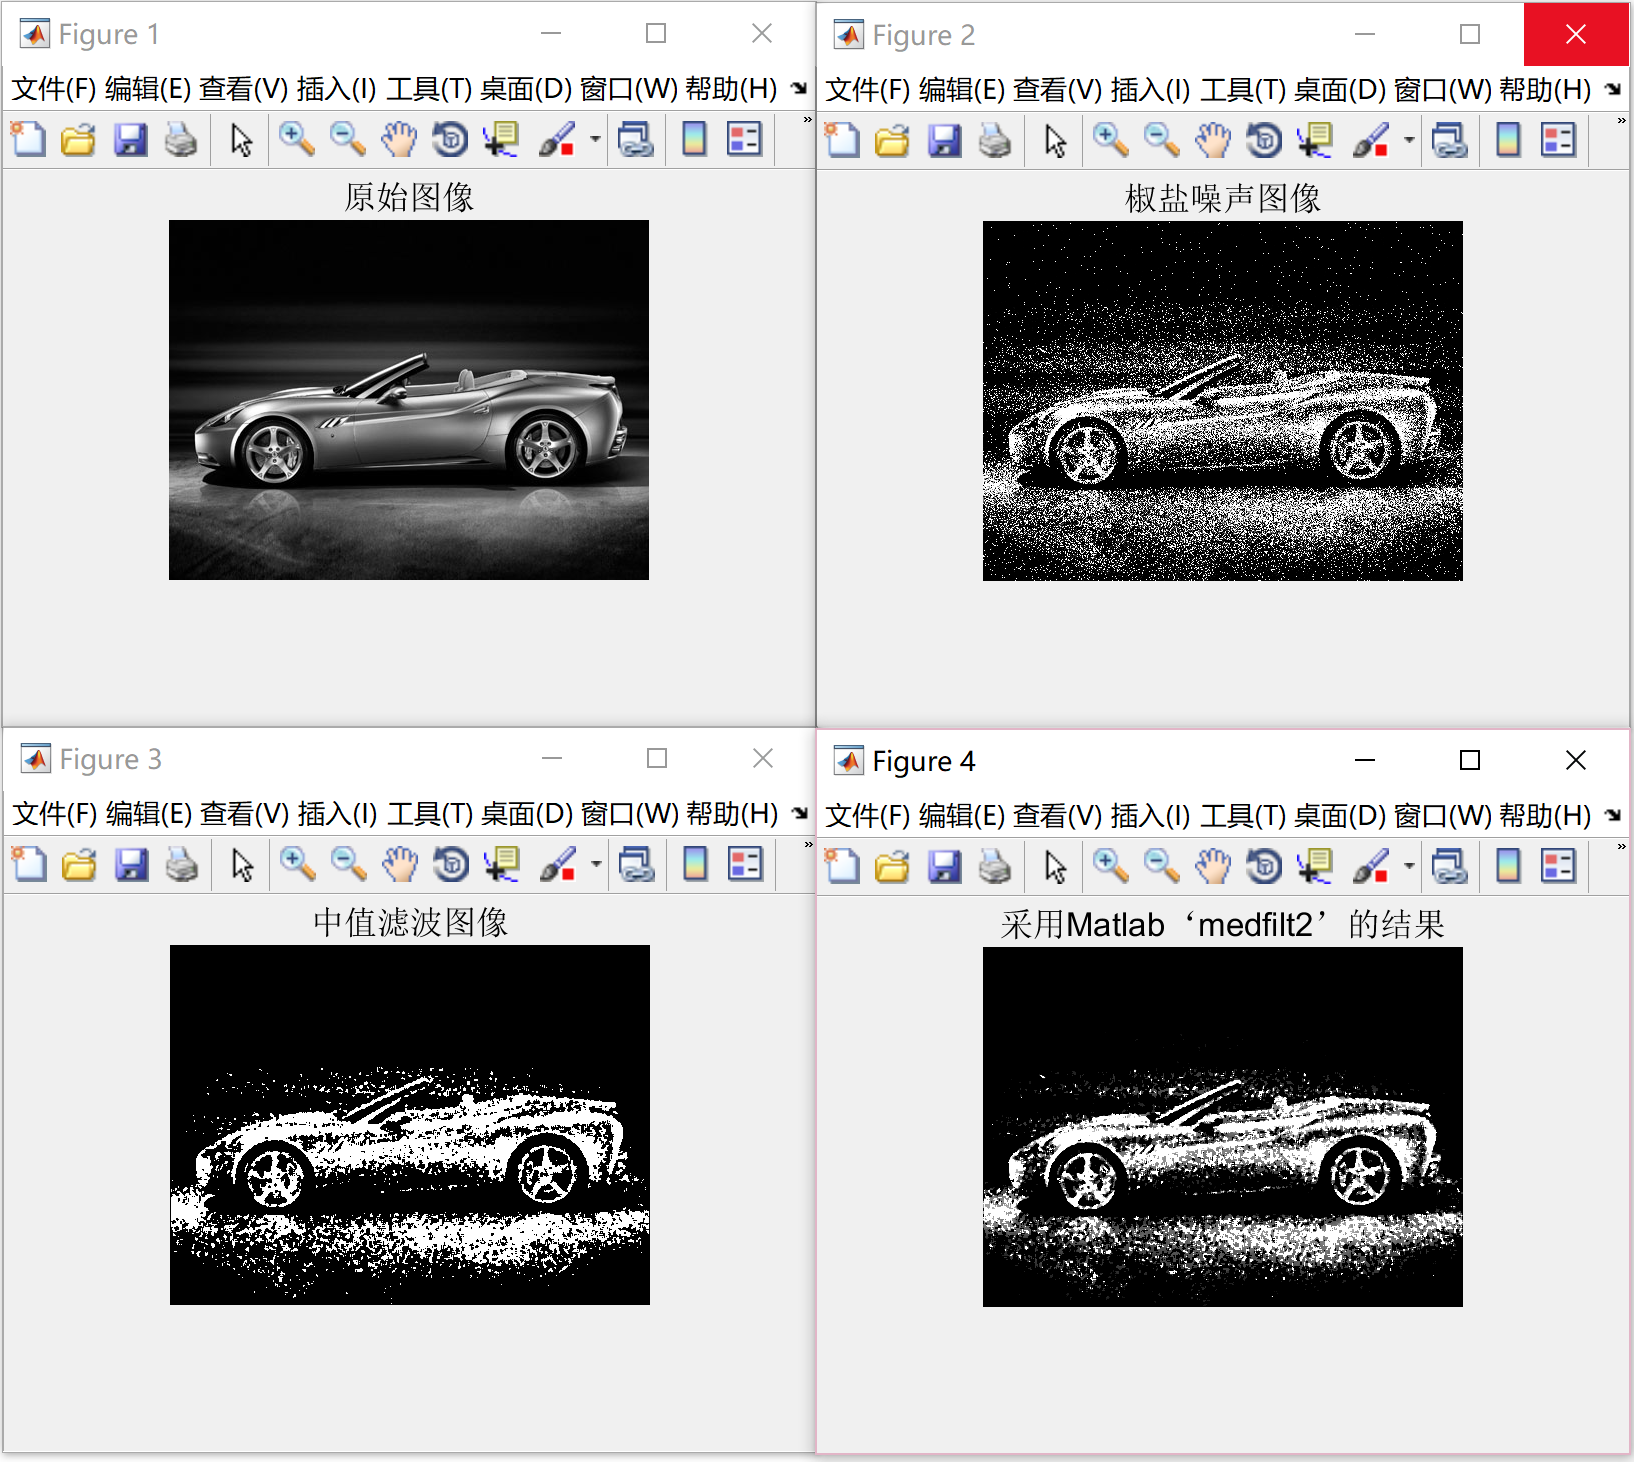 Figure 1
文件(F) 编辑(E) 查看(V) 插入(I) 工具(T) 桌面(D) 窗口(W) 帮助(H)
原始图像
Figure 2
文件(F) 编辑(E) 查看(V) 插入(I) 工具(T) 桌面(D) 窗口(W) 帮助(H)
椒盐噪声图像
Figure 3
文件(F) 编辑(E) 查看(V) 插入(I) 工具(T) 桌面(D) 窗口(W) 帮助(H)
中值滤波图像
Figure 4
文件(F) 编辑(E) 查看(V) 插入(I) 工具(T) 桌面(D) 窗口(W) 帮助(H)
采用Matlab‘medfilt2’的结果